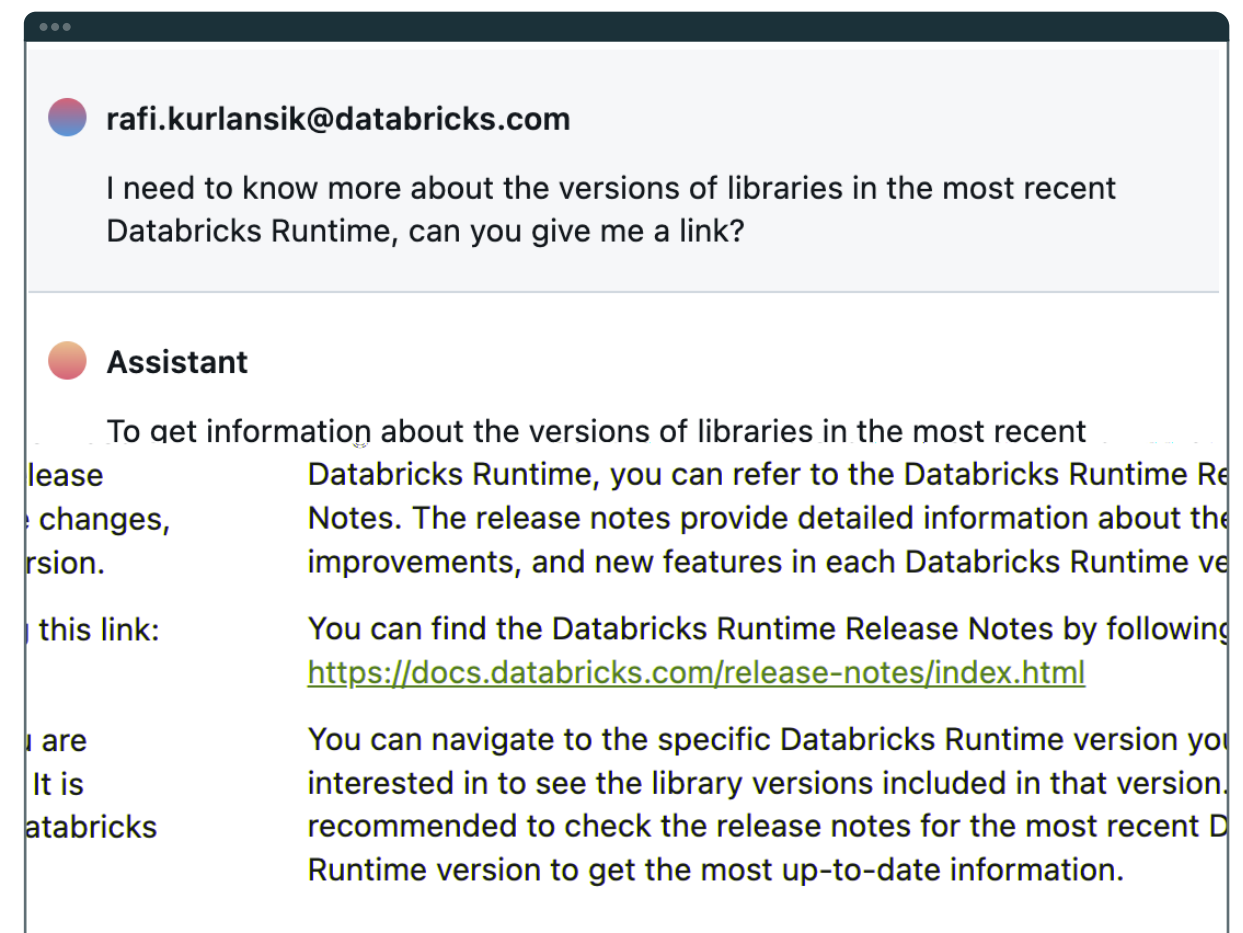 rafi.kurlansik@databricks.com
I need to know more about the versions of libraries in the most recent
Databricks Runtime, can you give me a link?
Assistant
To get information about the versions of libraries in the most recent
lease Databricks Runtime, you can refer to the Databricks Runtime Re
changes, Notes. The release notes provide detailed information about the
rsion. improvements, and new features in each Databricks Runtime ve
this link: You can find the Databricks Runtime Release Notes by following
https://docs.databricks.com/release-notes/index.html
are You can navigate to the specific Databricks Runtime version you
It is interested in to see the library versions included in that version.
atabricks recommended to check the release notes for the most recent D
Runtime version to get the most up-to-date information.